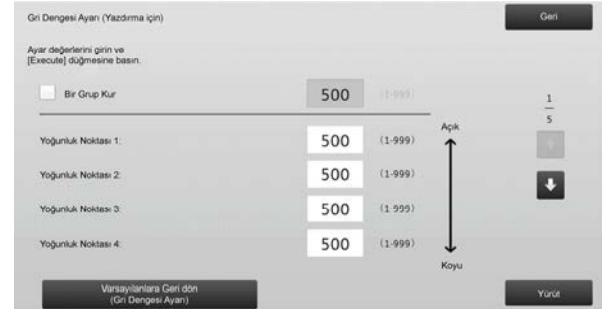 Gri Dengesi Ayarı (Yazdırma için)
Geri
Ayar değerlerini girin ve
[Execute] düğmesine basın.
Bir Grup Kur
500
(1-999)
1
5
Açık
Yoğunluk Noktası 1:
500
(1-999)
Yoğunluk Noktası 2:
500
(1-999)
Yoğunluk Noktası 3:
500
(1-999)
Yoğunluk Noktası 4:
500
(1-999)
Koyu
Varsayılanlara Geri dön
(Gri Dengesi Ayarı)
Yürüt